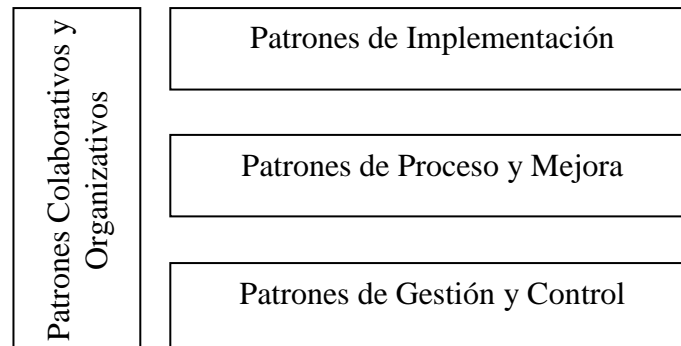 Patrones Colaborativos y
Organizativos
Patrones de Implementación
Patrones de Proceso y Mejora
Patrones de Gestión y Control